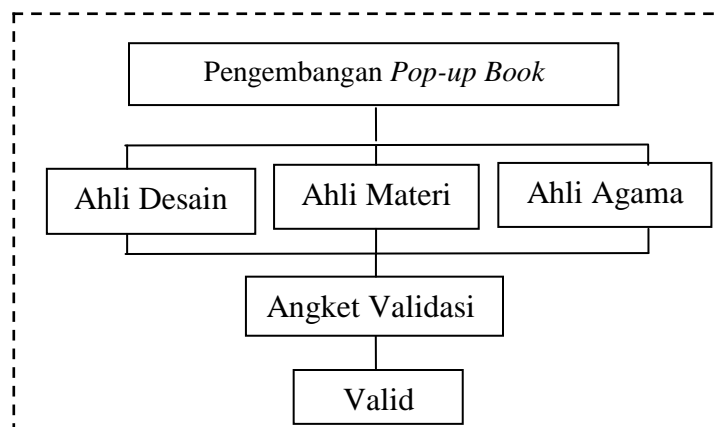 Pengembangan Pop-up Book
Ahli Desain
Ahli Materi
Ahli Agama
Angket Validasi
Valid